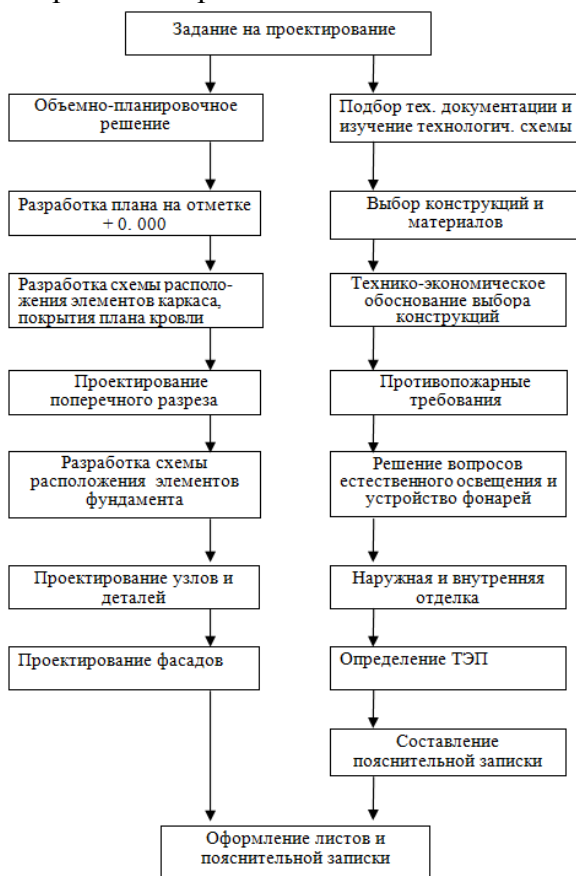 Задание на проектирование
Объемно-планировочное
решение
Подбор тех. документации и
изучение технологич. схемы
Разработка плана на отметке
+ 0. 000
Выбор конструкций и
материалов
Разработка схемы располо-
жения элементов каркаса,
покрытия плана кровли
Технико-экономическое
обоснование выбора
конструкций
Проектирование
поперечного разреза
Противопожарные
требования
Разработка схемы
расположения элементов
фундамента
Решение вопросов
естественного освещения и
устройство фонарей
Проектирование узлов и
деталей
Наружная и внутренняя
отделка
Проектирование фасадов
Определение ТЭП
Составление
пояснительной записки
Оформление листов и
пояснительной записки